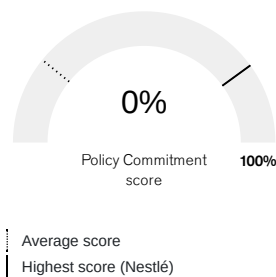 0%
Policy Commitment 100%
score
Average score
Highest score (Nestlé)